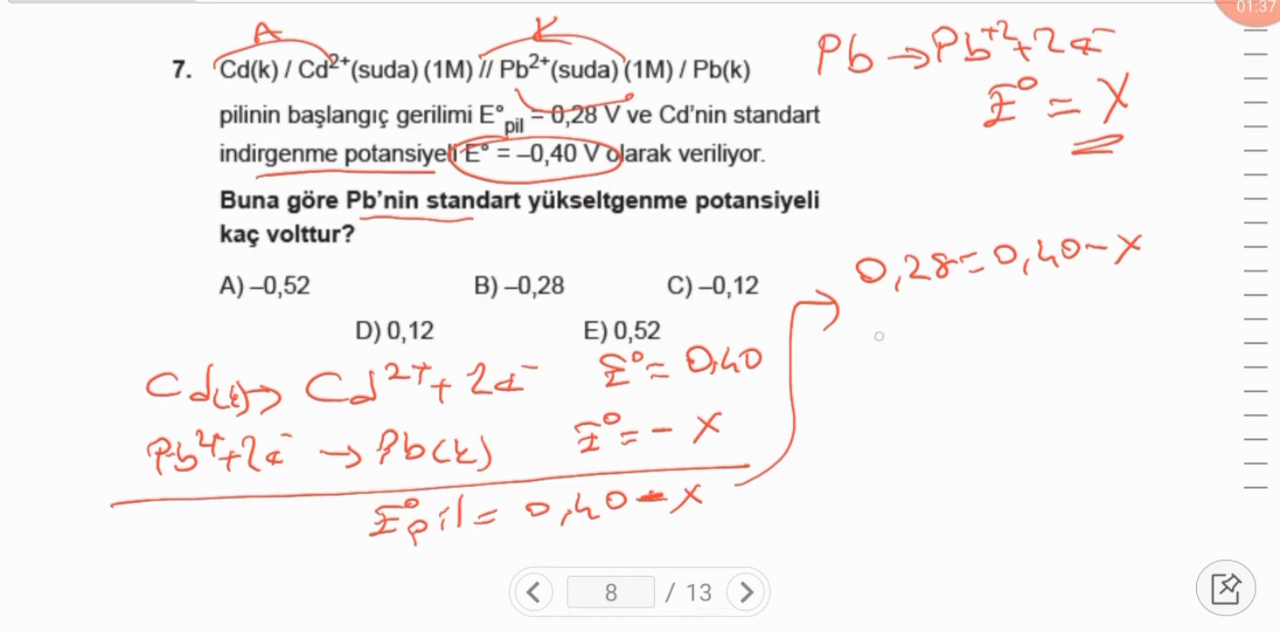 01:37
A K
7. Cd(k) / Cd²⁺(suda) (1M) // Pb²⁺(suda) (1M) / Pb(k)
pilinin başlangıç gerilimi E°pil = 0,28 V ve Cd'nin standart
indirgenme potansiyeli E° = –0,40 V olarak veriliyor.
Buna göre Pb'nin standart yükseltgenme potansiyeli
kaç volttur?
A) –0,52 B) –0,28 C) –0,12
D) 0,12 E) 0,52
Pb → Pb⁺² + 2e⁻
E° = X
Cd(k) → Cd²⁺ + 2e⁻ E° = 0,40
Pb²⁺ + 2e⁻ → Pb(k) E° = - X
E°pil = 0,40 - X
0,28 = 0,40 - X
8 / 13